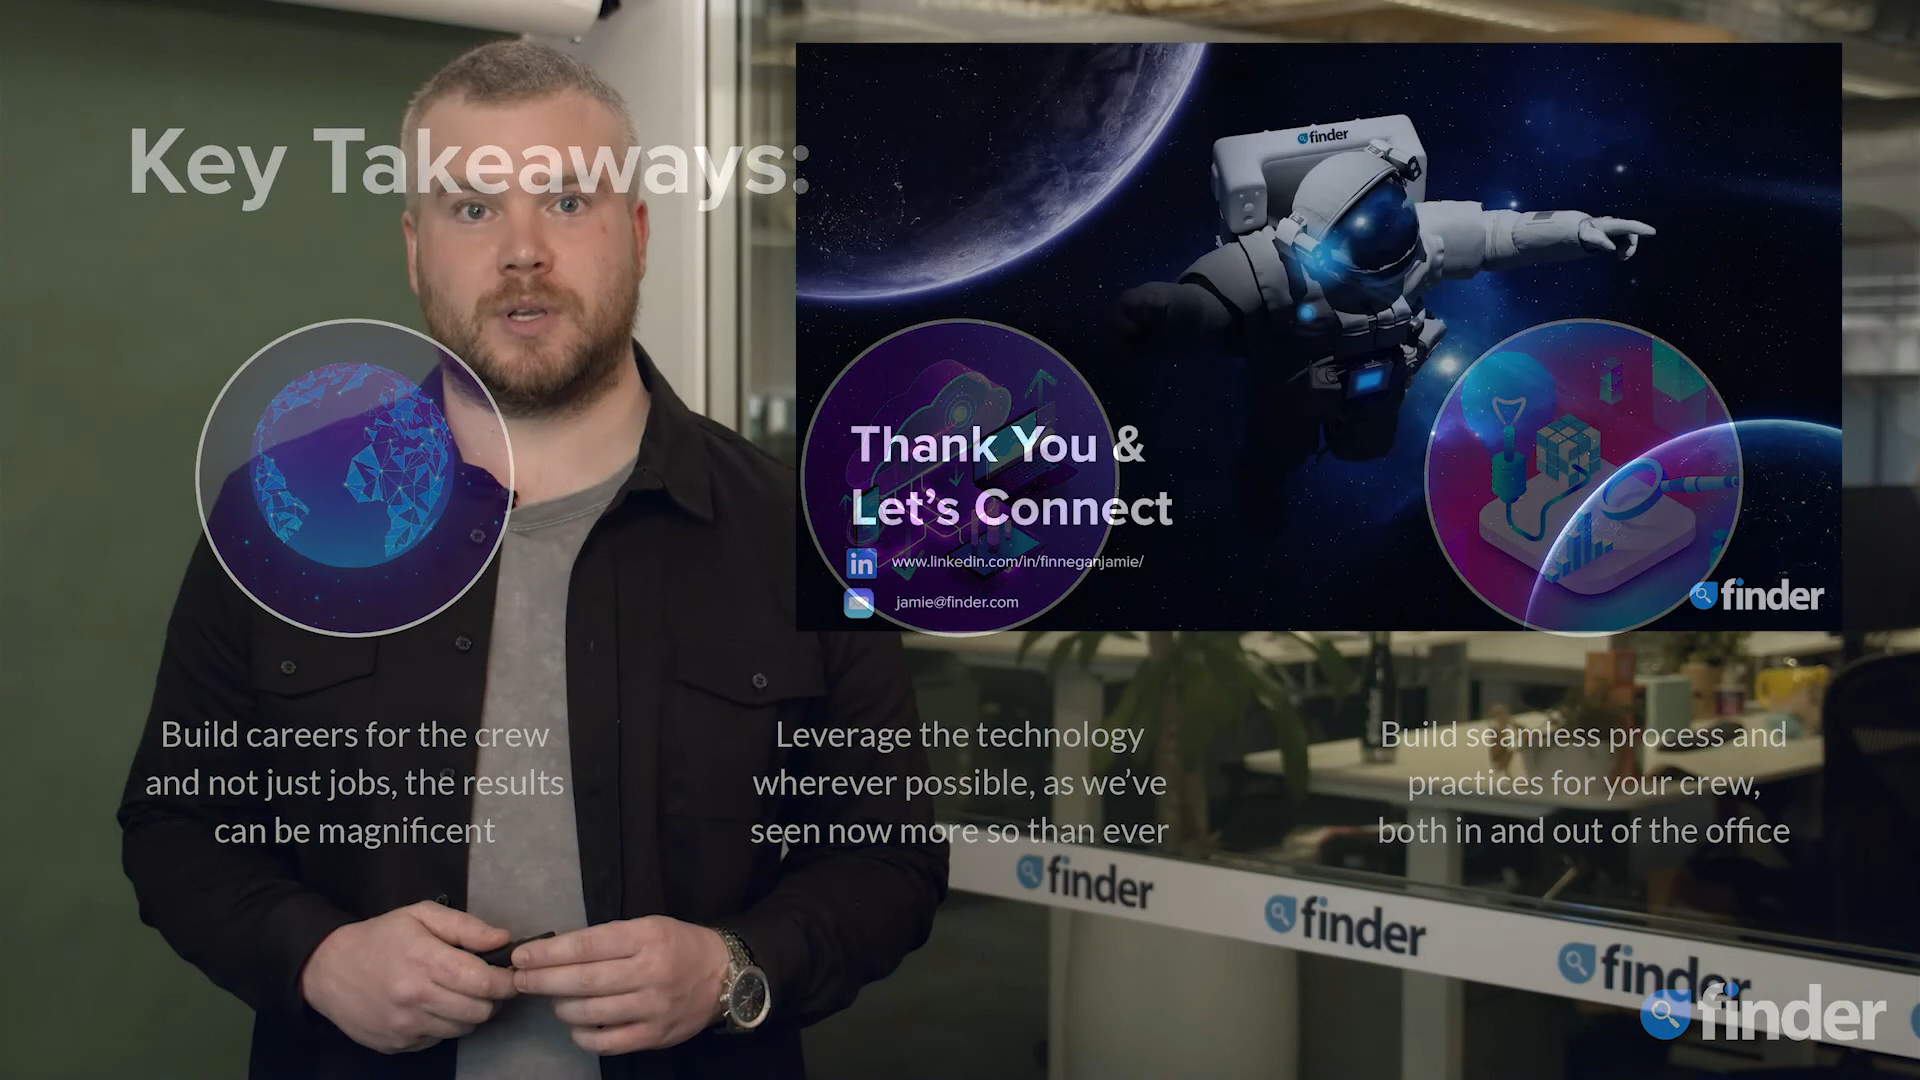 Key Takeaways:
finder
Thank You &
Let's Connect
in www.linkedin.com/in/finneganjamie/
jamie@finder.com
finder
Build careers for the crew
and not just jobs, the results
can be magnificent
Leverage the technology
wherever possible, as we've
seen now more so than ever
Build seamless process and
practices for your crew,
both in and out of the office
finder
finder
finder
finder